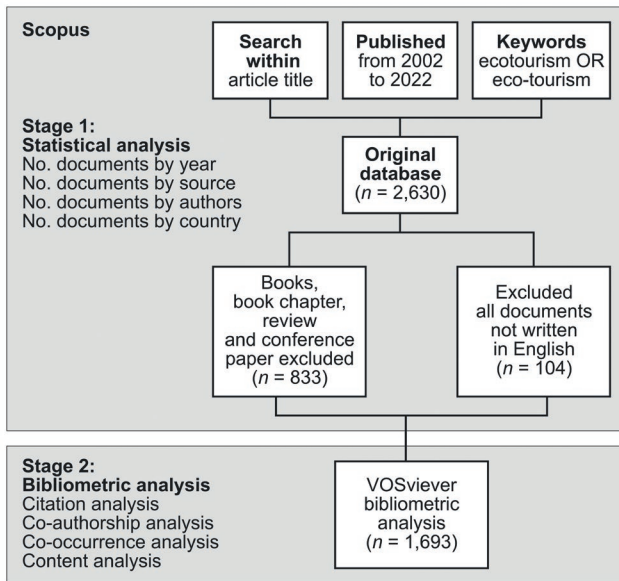 Scopus
Search
within
article title
Published
from 2002
to 2022
Keywords
ecotourism OR
eco-tourism
Stage 1:
Statistical analysis
No. documents by year
No. documents by source
No. documents by authors
No. documents by country
Original
database
(n = 2,630)
Books,
book chapter,
review
and conference
paper excluded
(n = 833)
Excluded
all documents
not written
in English
(n = 104)
Stage 2:
Bibliometric analysis
Citation analysis
Co-authorship analysis
Co-occurrence analysis
Content analysis
VOSviever
bibliometric
analysis
(n = 1,693)